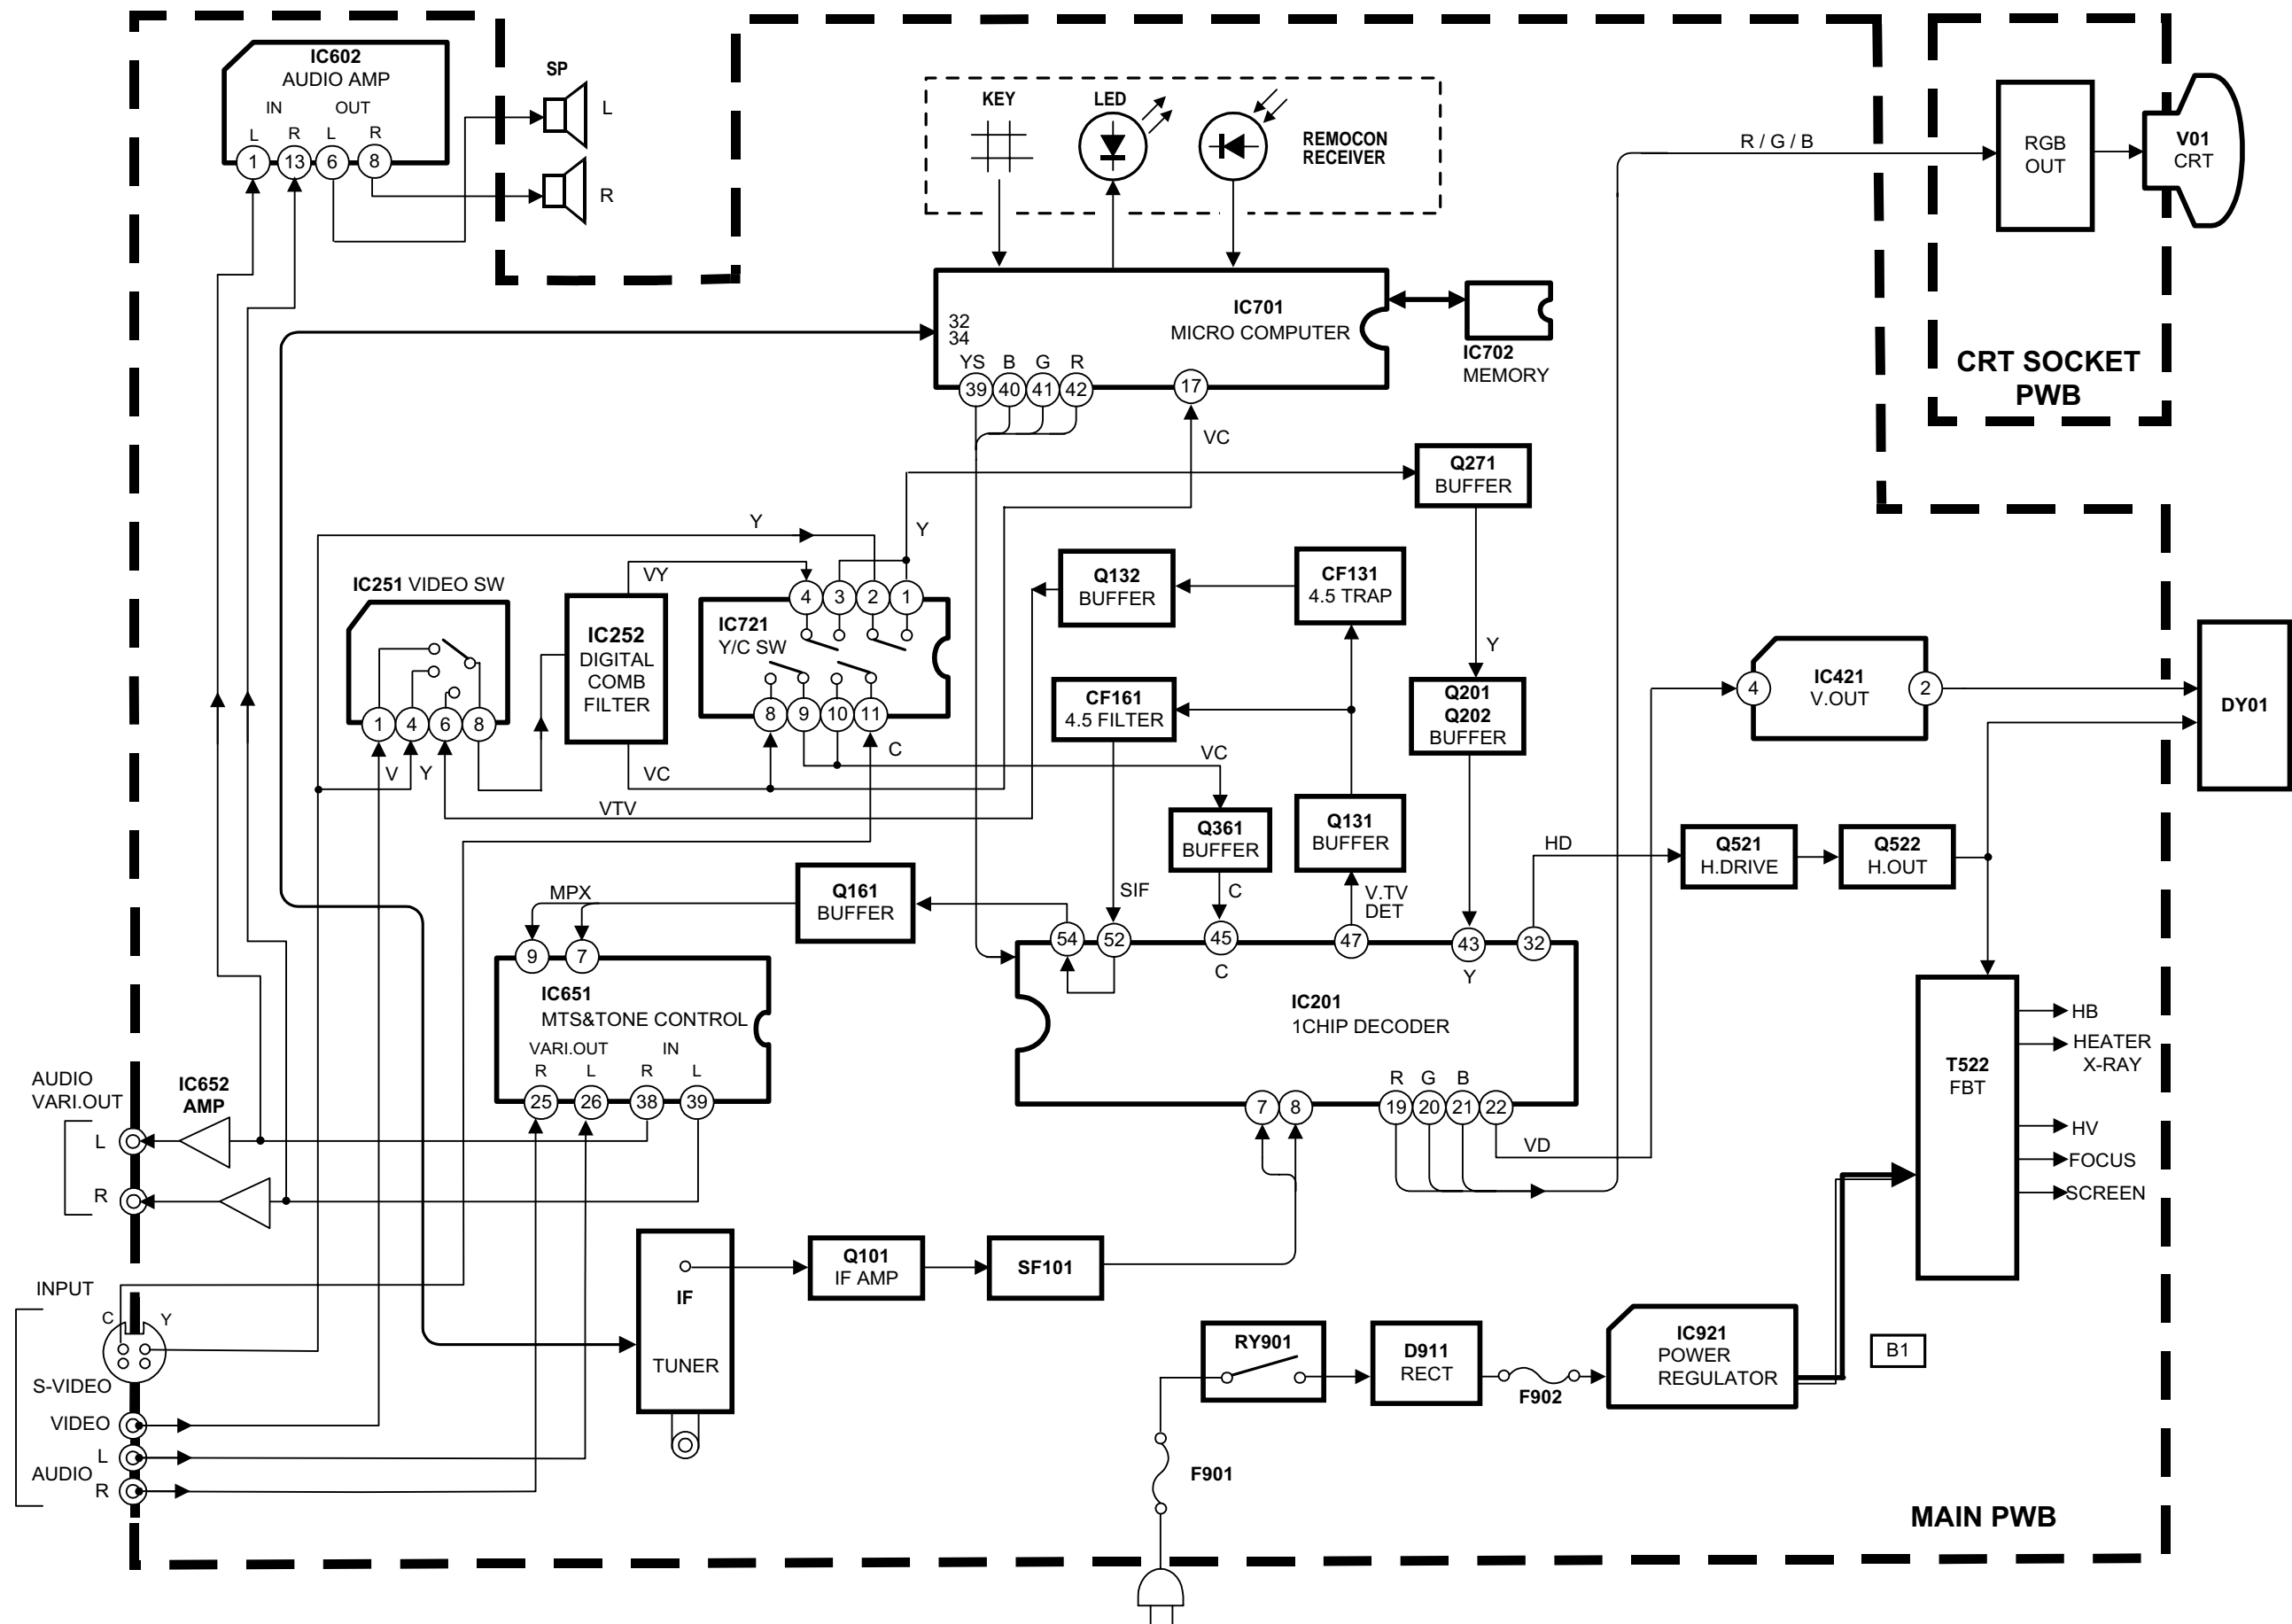 IC602
AUDIO AMP
IN OUT
L R L R
1 13 6 8
SP
L
R
KEY
LED
REMOCON
RECEIVER
R / G / B
RGB
OUT
V01
CRT
CRT SOCKET
PWB
IC701
MICRO COMPUTER
32
34
YS B G R
39 40 41 42
17
IC702
MEMORY
VC
Q271
BUFFER
Y
Y
VY
IC251 VIDEO SW
1 4 6 8
V Y
IC252
DIGITAL
COMB
FILTER
VC
VTV
4 3 2 1
IC721
Y/C SW
8 9 10 11
C
Q132
BUFFER
CF131
4.5 TRAP
CF161
4.5 FILTER
Y
Q201
Q202
BUFFER
VC
Q361
BUFFER
C
Q131
BUFFER
V.TV
DET
SIF
4
IC421
V.OUT
2
DY01
HD
Q521
H.DRIVE
Q522
H.OUT
MPX
Q161
BUFFER
9 7
IC651
MTS&TONE CONTROL
VARI.OUT IN
R L R L
25 26 38 39
54 52 45 47 43 32
C Y
IC201
1CHIP DECODER
R G B
7 8 19 20 21 22
VD
T522
FBT
HB
HEATER
X-RAY
HV
FOCUS
SCREEN
AUDIO
VARI.OUT
IC652
AMP
L
R
INPUT
C Y
S-VIDEO
VIDEO
L
AUDIO
R
IF
TUNER
Q101
IF AMP
SF101
RY901
D911
RECT
F902
IC921
POWER
REGULATOR
B1
F901
MAIN PWB